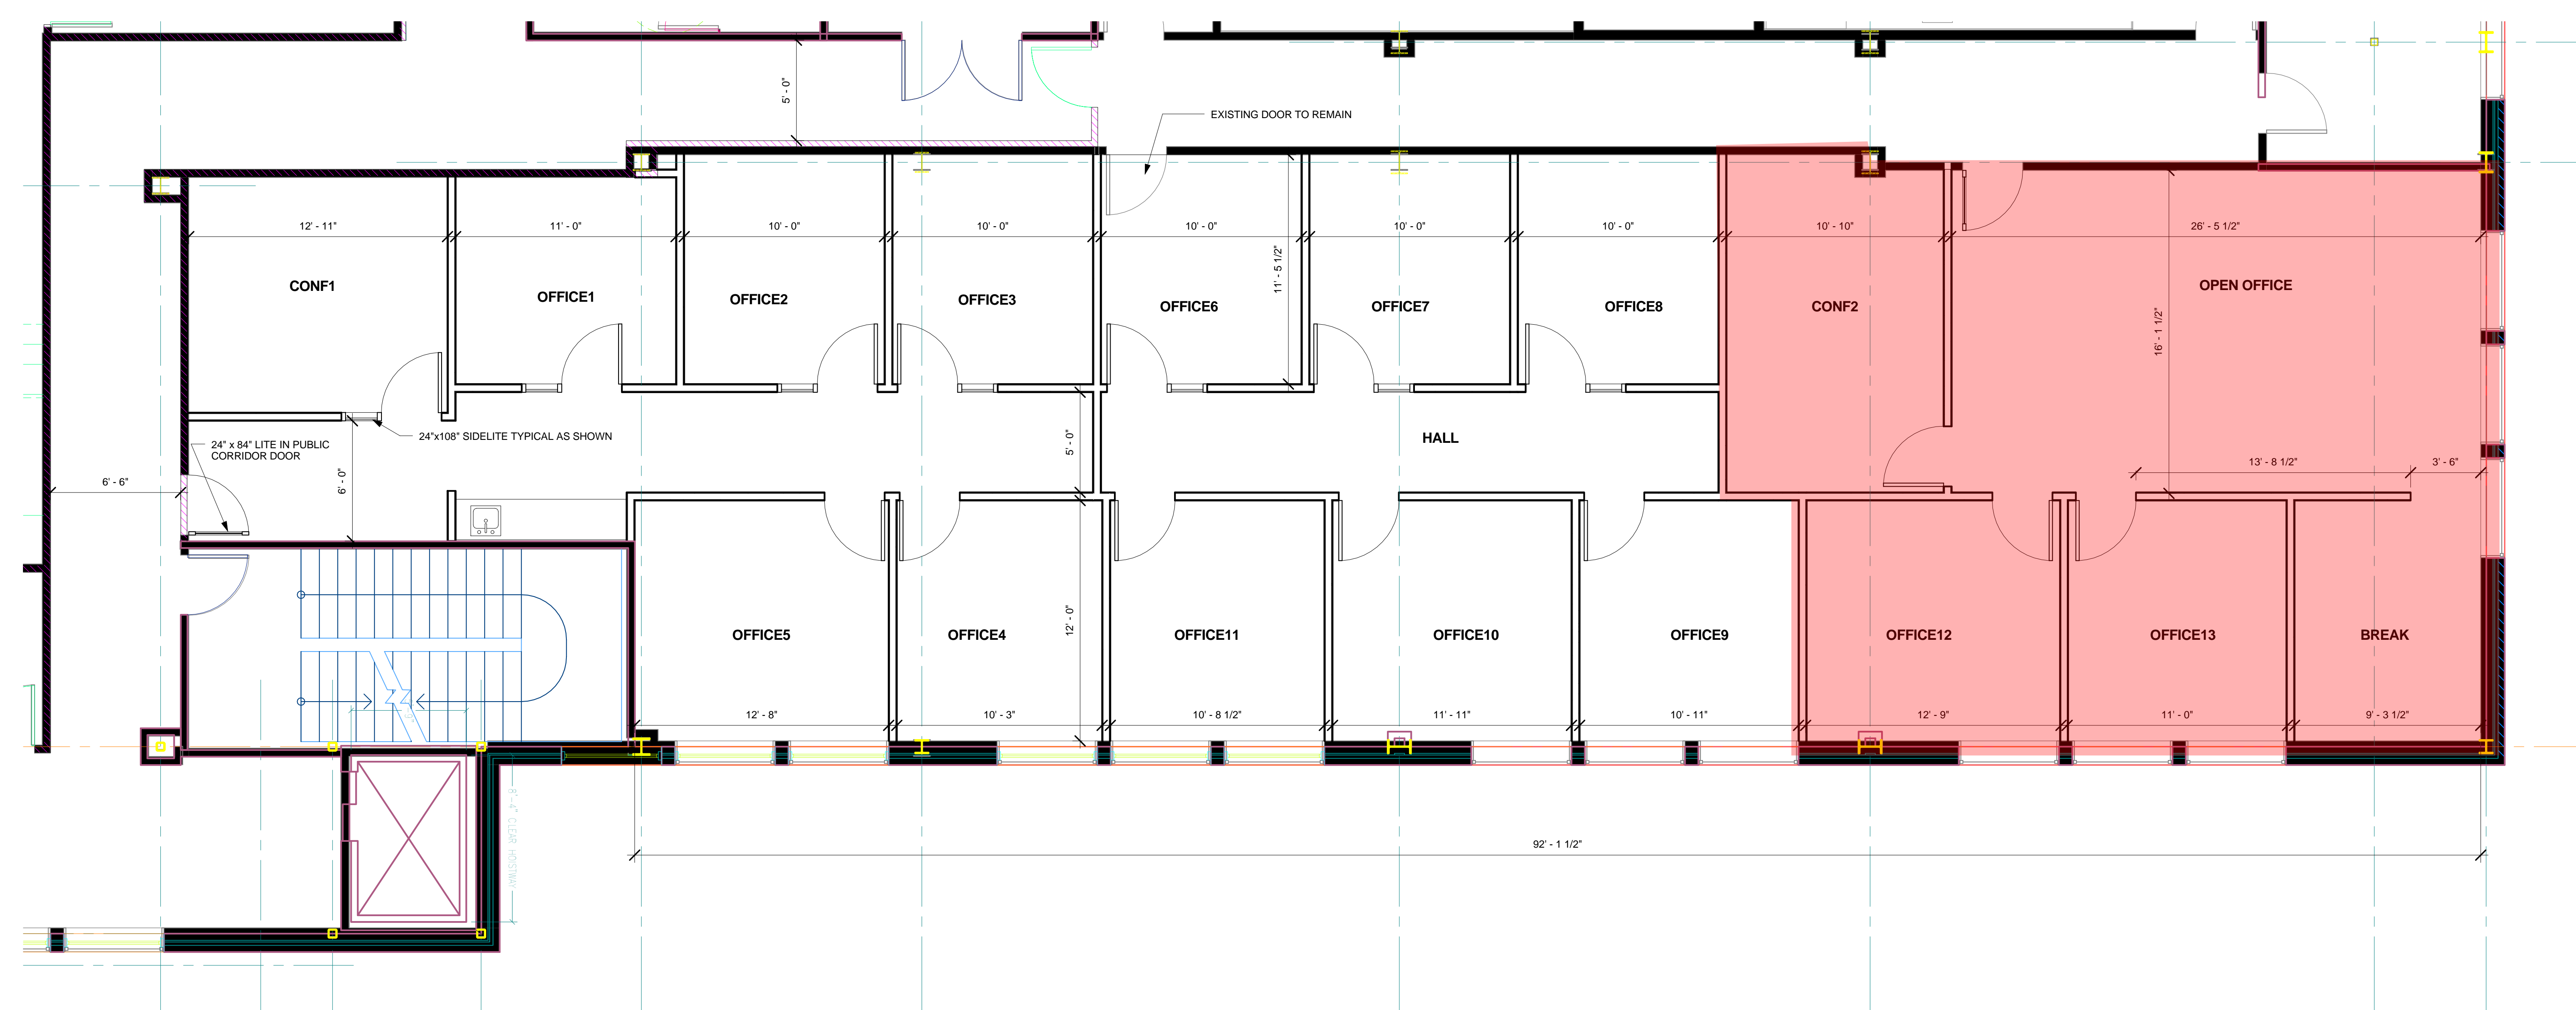 5' - 0"
EXISTING DOOR TO REMAIN
12' - 11"
11' - 0"
10' - 0"
10' - 0"
10' - 0"
10' - 0"
10' - 0"
10' - 10"
26' - 5 1/2"
11' - 5 1/2"
CONF1
OFFICE1
OFFICE2
OFFICE3
OFFICE6
OFFICE7
OFFICE8
CONF2
OPEN OFFICE
16' - 1 1/2"
24" x 84" LITE IN PUBLIC
CORRIDOR DOOR
24"x108" SIDELITE TYPICAL AS SHOWN
5' - 0"
HALL
13' - 8 1/2"
3' - 6"
6' - 6"
6' - 0"
OFFICE5
OFFICE4
12' - 0"
OFFICE11
OFFICE10
OFFICE9
OFFICE12
OFFICE13
BREAK
12' - 8"
10' - 3"
10' - 8 1/2"
11' - 11"
10' - 11"
12' - 9"
11' - 0"
9' - 3 1/2"
8'-4" CLEAR HOISTWAY
92' - 1 1/2"